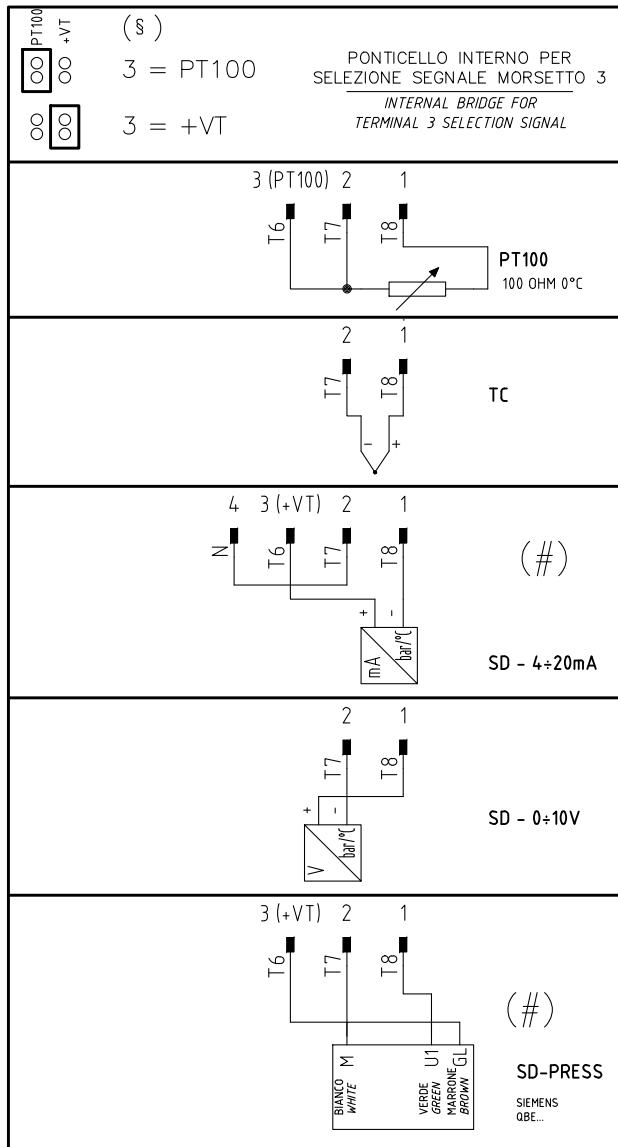 PT100
+VT
(§)
3 = PT100
3 = +VT
PONTICELLO INTERNO PER
SELEZIONE SEGNALE MORSETTO 3
INTERNAL BRIDGE FOR
TERMINAL 3 SELECTION SIGNAL
3 (PT100) 2 1
T6 T7 T8
PT100
100 OHM 0°C
2 1
T7 T8
TC
- +
4 3 (+VT) 2 1
N T6 T7 T8
(#)
+ -
mA bar/°C
SD - 4÷20mA
2 1
T7 T8
+ -
V bar/°C
SD - 0÷10V
3 (+VT) 2 1
T6 T7 T8
(#)
M U1 GL
BIANCO
WHITE
VERDE
GREEN
MARRONE
BROWN
SD-PRESS
SIEMENS
QBE...